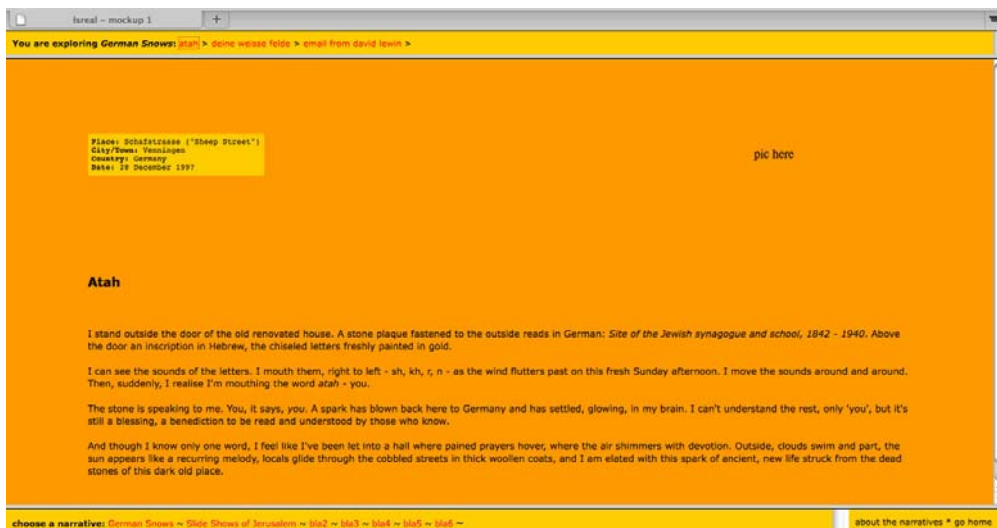 fsreal – mockup 1
You are exploring German Snows: atah > deine weisse felde > email from david lewin >
Place: Schafstrasse ("Sheep Street")
City/Town: Venningen
Country: Germany
Date: 28 December 1997
pic here
Atah
I stand outside the door of the old renovated house. A stone plaque fastened to the outside reads in German: Site of the Jewish synagogue and school, 1842 - 1940. Above
the door an inscription in Hebrew, the chiseled letters freshly painted in gold.
I can see the sounds of the letters. I mouth them, right to left - sh, kh, r, n - as the wind flutters past on this fresh Sunday afternoon. I move the sounds around and around.
Then, suddenly, I realise I'm mouthing the word atah - you.
The stone is speaking to me. You, it says, you. A spark has blown back here to Germany and has settled, glowing, in my brain. I can't understand the rest, only 'you', but it's
still a blessing, a benediction to be read and understood by those who know.
And though I know only one word, I feel like I've been let into a hall where pained prayers hover, where the air shimmers with devotion. Outside, clouds swim and part, the
sun appears like a recurring melody, locals glide through the cobbled streets in thick woollen coats, and I am elated with this spark of ancient, new life struck from the dead
stones of this dark old place.
choose a narrative: German Snows ~ Slide Shows of Jerusalem ~ bla2 ~ bla3 ~ bla4 ~ bla5 ~ bla6 ~
about the narratives * go home